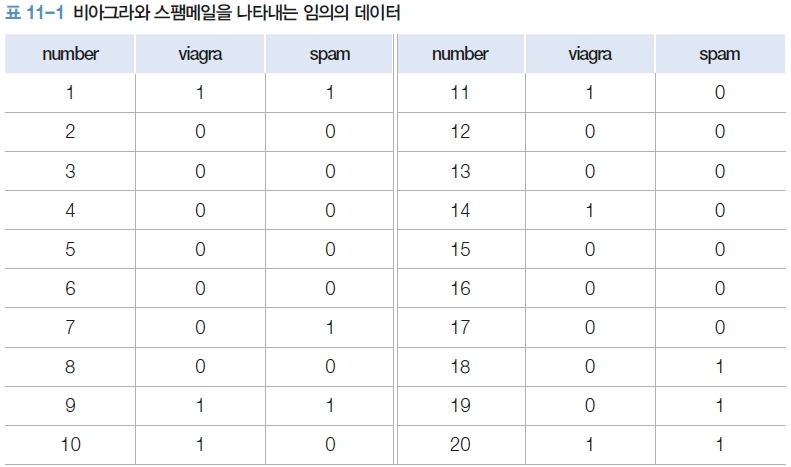 표 11-1 비아그라와 스팸메일을 나타내는 임의의 데이터
number viagra spam number viagra spam
1 1 1 11 1 0
2 0 0 12 0 0
3 0 0 13 0 0
4 0 0 14 1 0
5 0 0 15 0 0
6 0 0 16 0 0
7 0 1 17 0 0
8 0 0 18 0 1
9 1 1 19 0 1
10 1 0 20 1 1